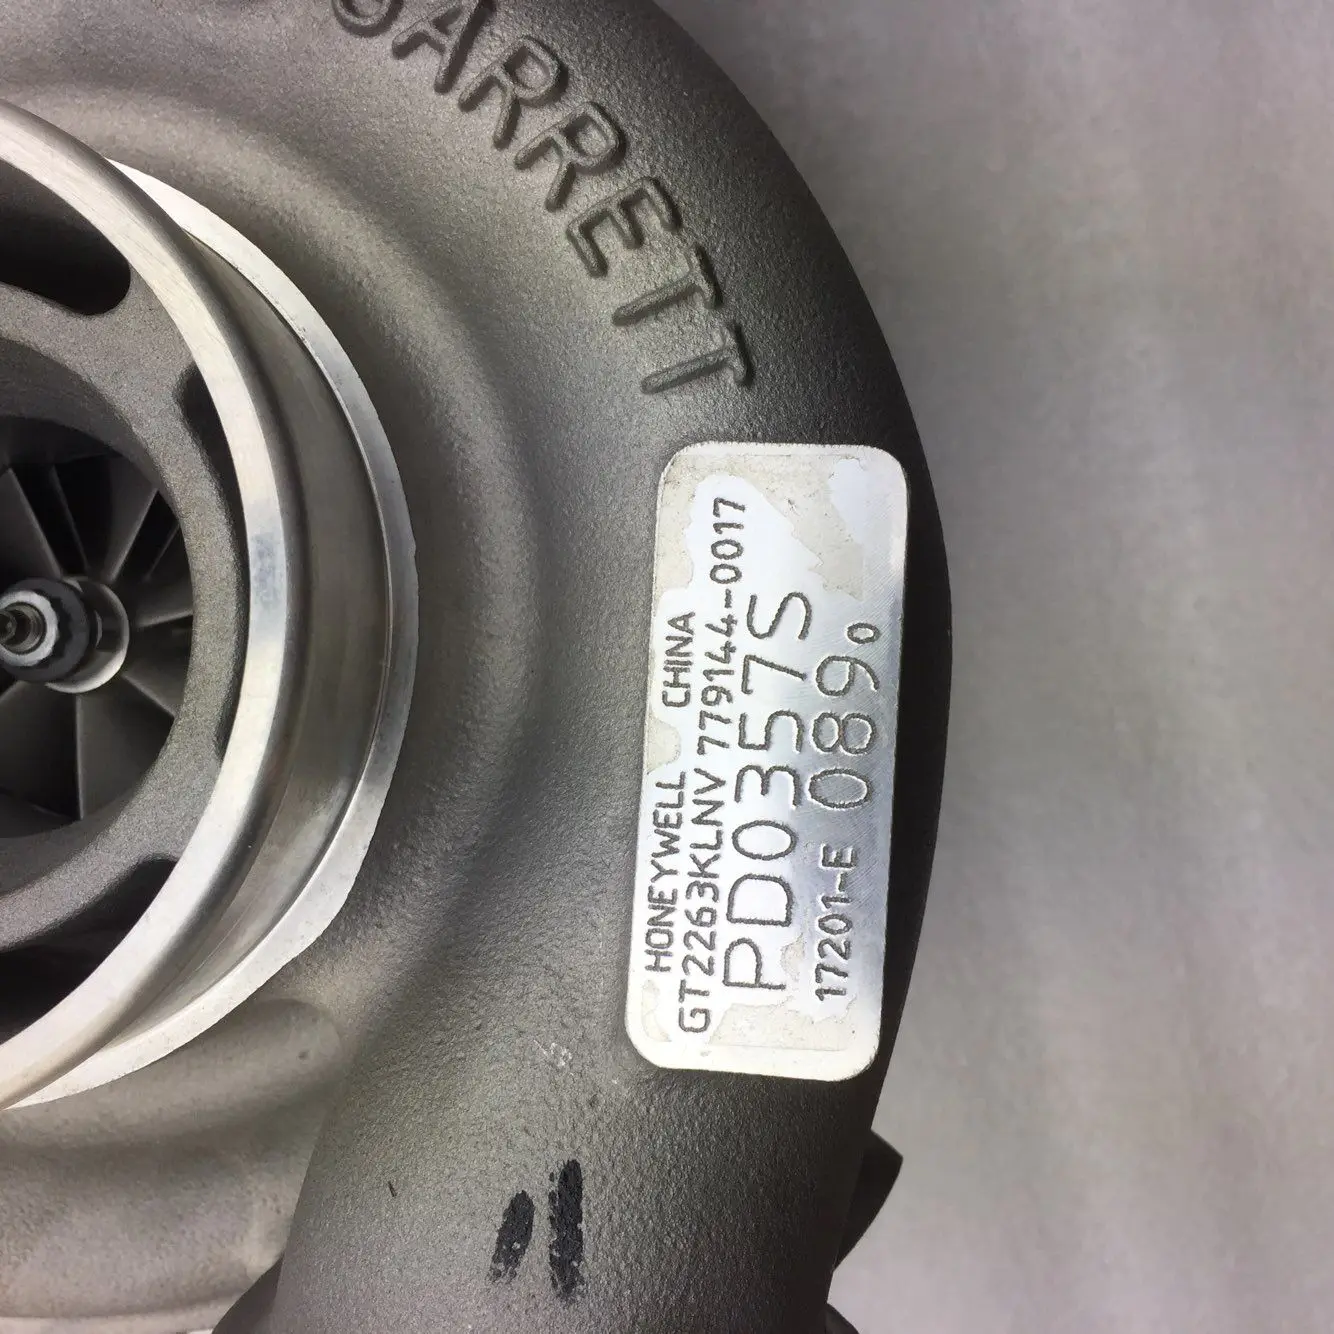 GARRETT
HONEYWELL CHINA
GT2263KLNV 779144-0017
PD0357S
17201-E 0890